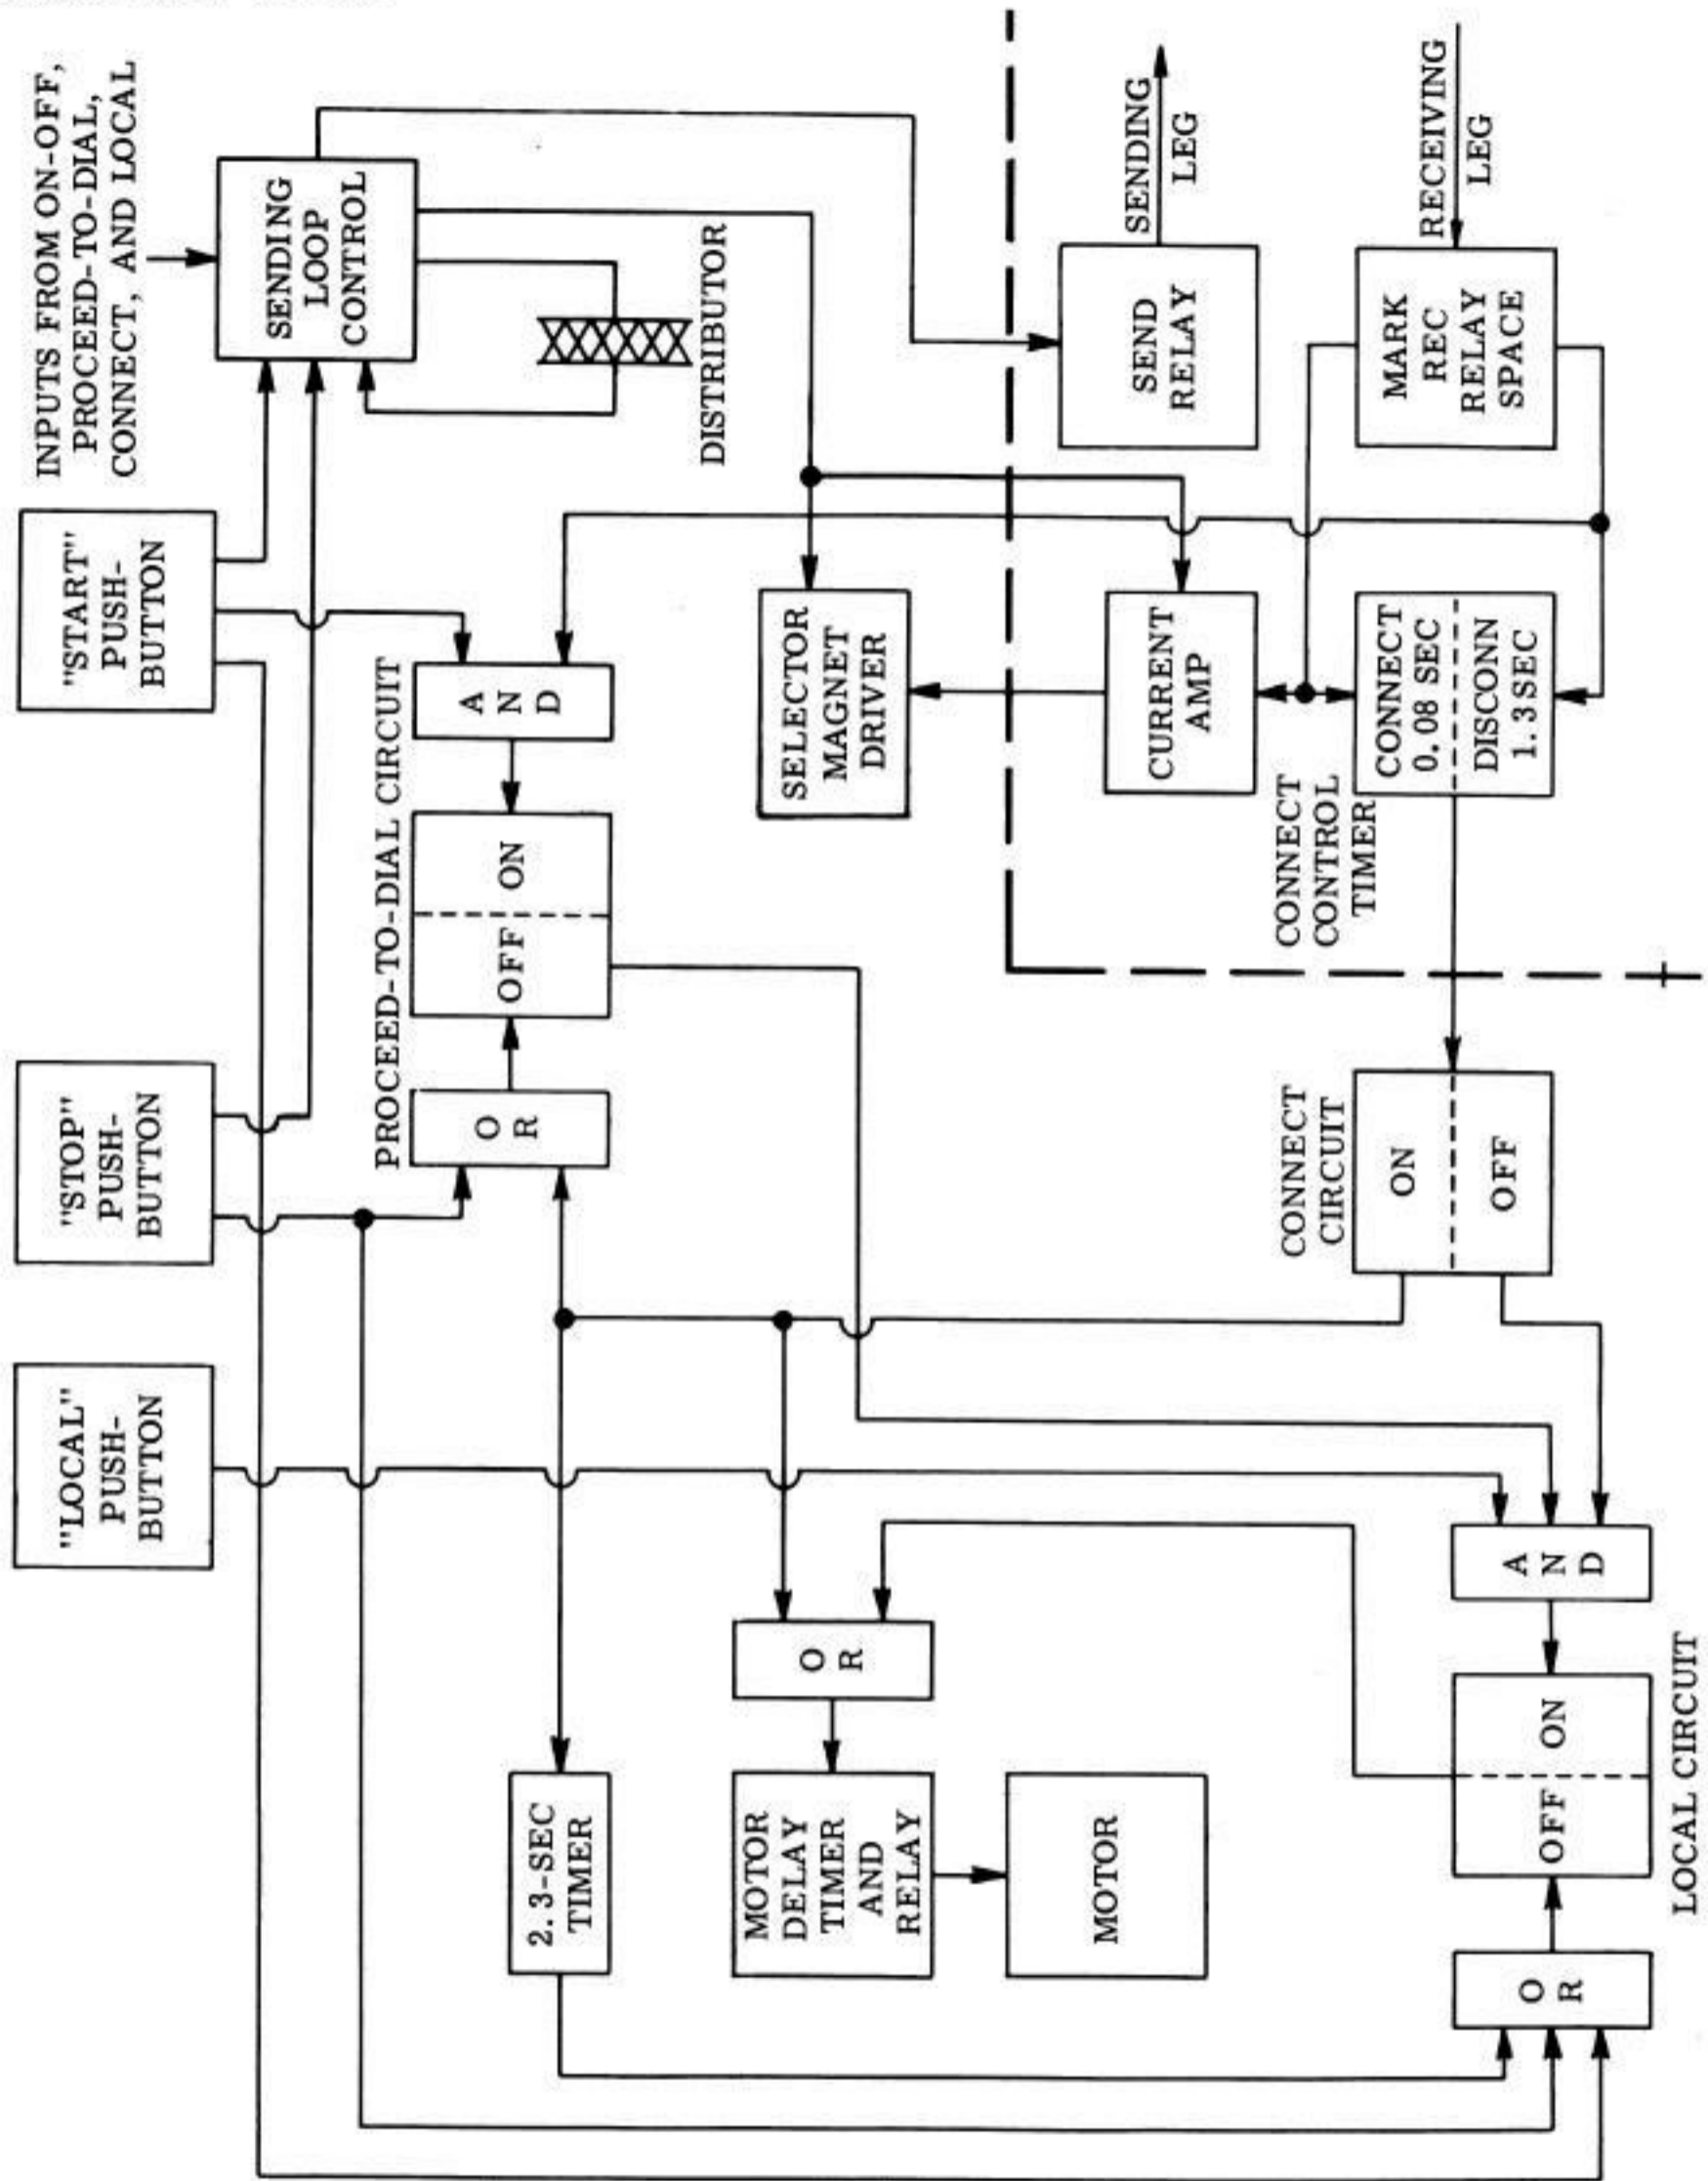 INPUTS FROM ON-OFF,
PROCEED-TO-DIAL,
CONNECT, AND LOCAL
SENDING
LOOP
CONTROL
DISTRIBUTOR
SENDING
LEG
SEND
RELAY
RECEIVING
LEG
MARK
REC
RELAY
SPACE
"START"
PUSH-
BUTTON
A
N
D
SELECTOR
MAGNET
DRIVER
CURRENT
AMP
CONNECT
0.08 SEC
DISCONN
1.3 SEC
CONNECT
CONTROL
TIMER
PROCEED-TO-DIAL CIRCUIT
OFF ON
"STOP"
PUSH-
BUTTON
O
R
CONNECT
CIRCUIT
ON
OFF
"LOCAL"
PUSH-
BUTTON
O
R
A
N
D
2.3-SEC
TIMER
MOTOR
DELAY
TIMER
AND
RELAY
MOTOR
OFF ON
LOCAL CIRCUIT
O
R